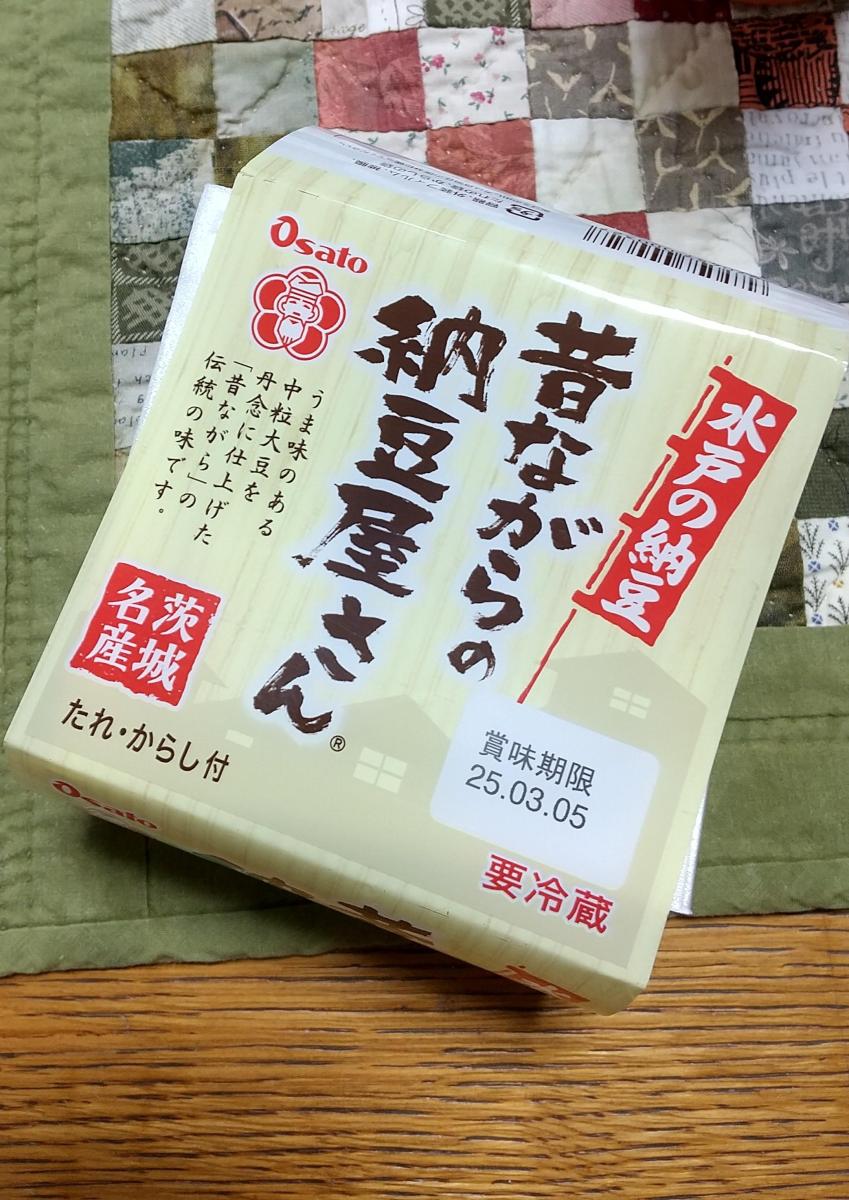 Osato
水戸の納豆
昔ながらの
納豆屋さん®
うま味のある
中粒大豆を
丹念に仕上げた
「昔ながら」の
伝統の味です。
茨城
名産
たれ・からし付
賞味期限
25.03.05
要冷蔵
Osato